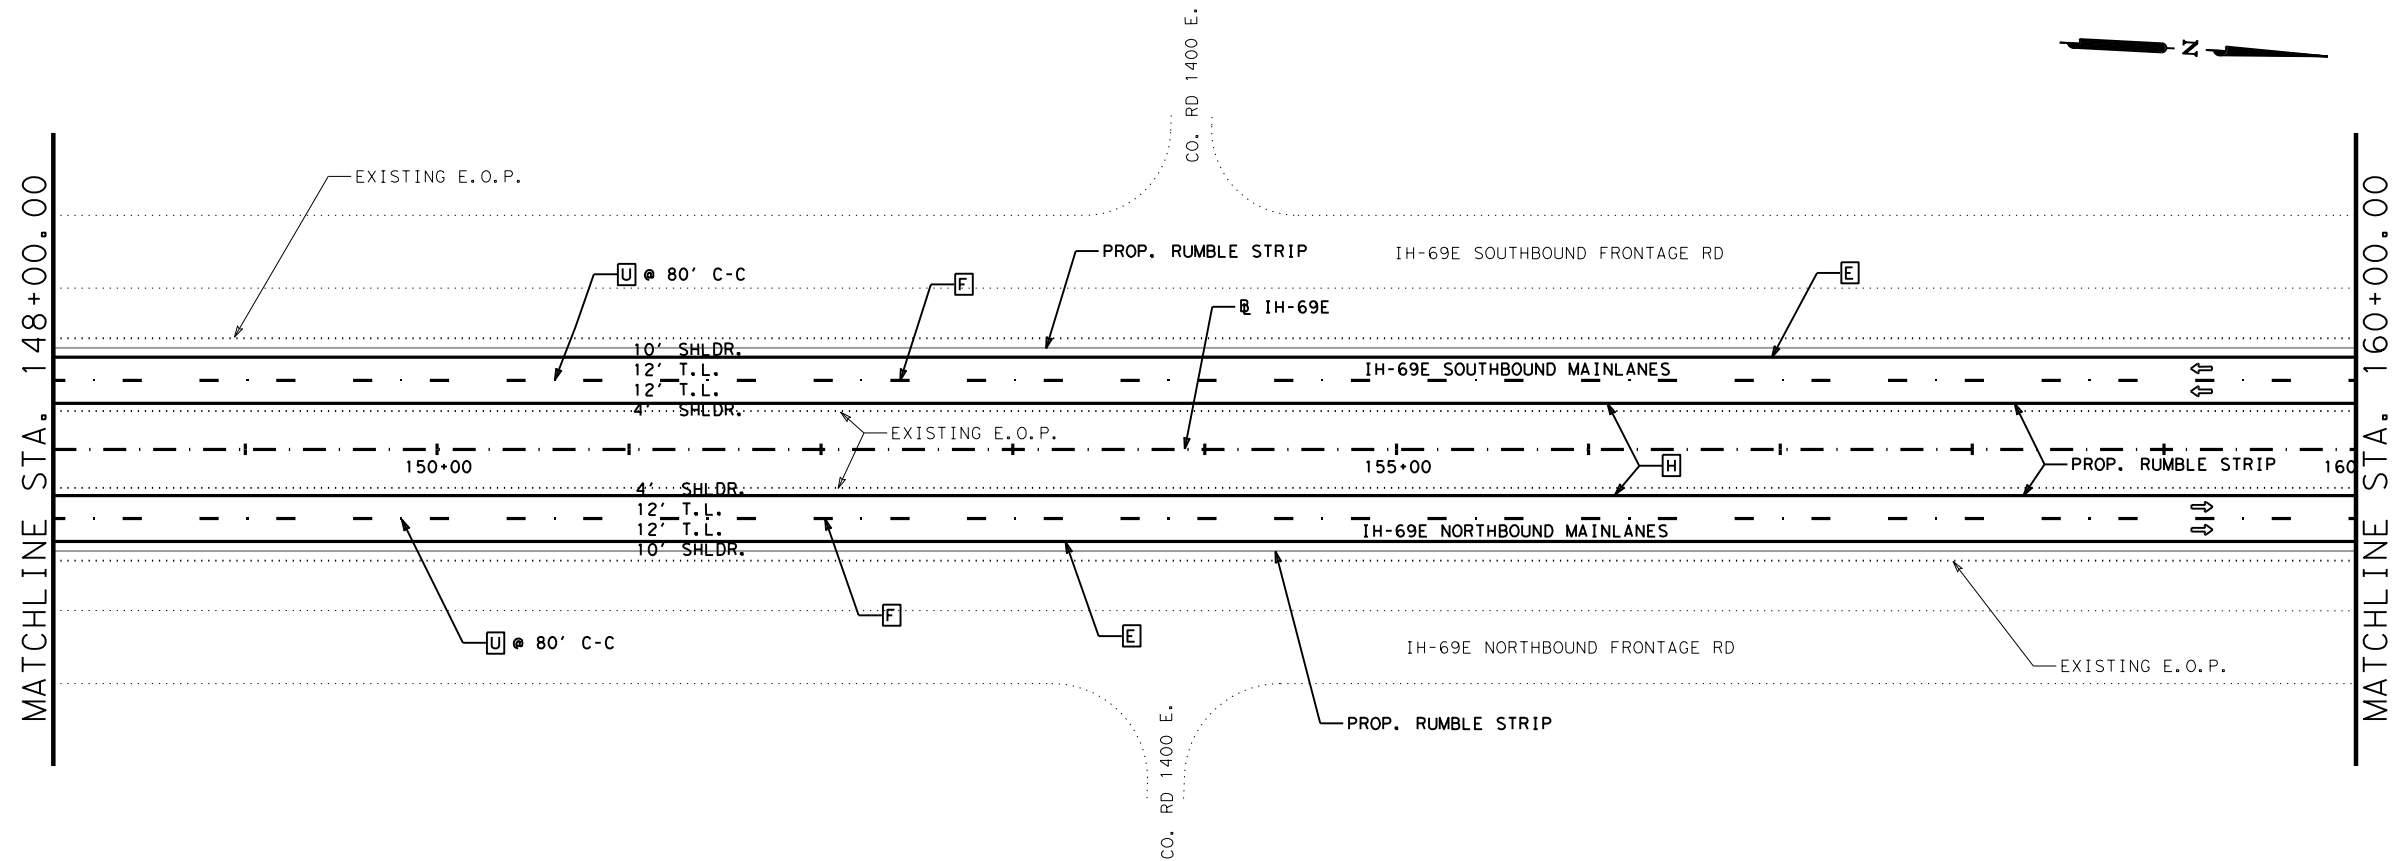 CO. RD 1400 E.
N
MATCHLINE STA. 148+00.00
EXISTING E.O.P.
PROP. RUMBLE STRIP
IH-69E SOUTHBOUND FRONTAGE RD
U @ 80' C-C
F
E
℄ IH-69E
10' SHLDR.
12' T.L.
IH-69E SOUTHBOUND MAINLANES
12' T.L.
4' SHLDR.
EXISTING E.O.P.
150+00
155+00
H
PROP. RUMBLE STRIP
160
4' SHLDR.
12' T.L.
12' T.L.
IH-69E NORTHBOUND MAINLANES
10' SHLDR.
F
E
U @ 80' C-C
IH-69E NORTHBOUND FRONTAGE RD
EXISTING E.O.P.
PROP. RUMBLE STRIP
CO. RD 1400 E.
MATCHLINE STA. 160+00.00